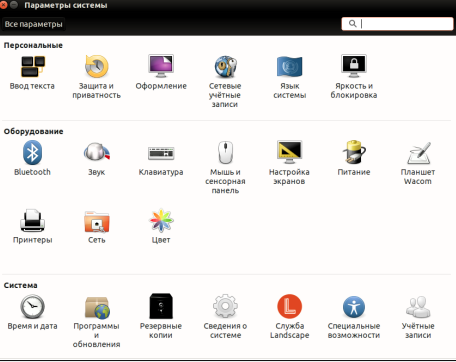 Параметры системы
Все параметры
Персональные
Ввод текста
Защита и приватность
Оформление
Сетевые учётные записи
Язык системы
Яркость и блокировка
Оборудование
Bluetooth
Звук
Клавиатура
Мышь и сенсорная панель
Настройка экранов
Питание
Планшет Wacom
Принтеры
Сеть
Цвет
Система
Время и дата
Программы и обновления
Резервные копии
Сведения о системе
Служба Landscape
Специальные возможности
Учётные записи